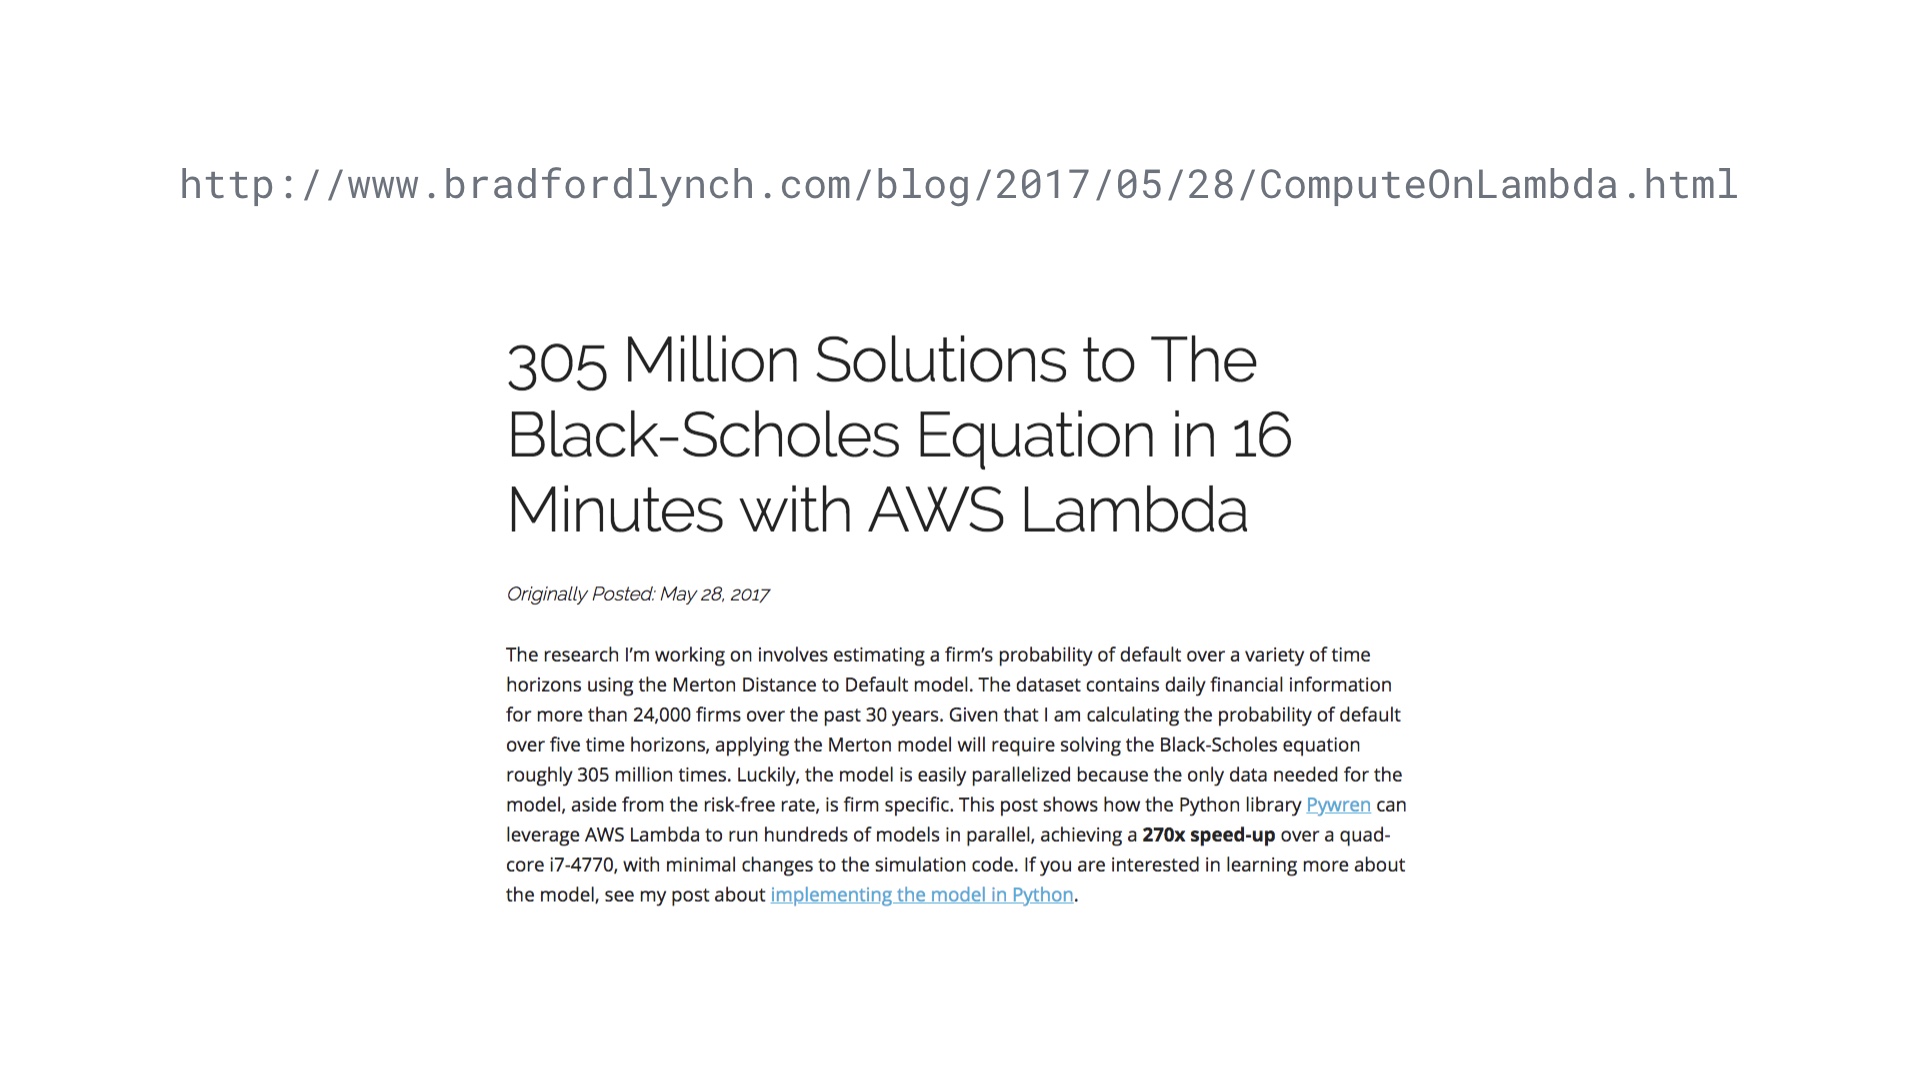 http://www.bradfordlynch.com/blog/2017/05/28/ComputeOnLambda.html
305 Million Solutions to The
Black-Scholes Equation in 16
Minutes with AWS Lambda
Originally Posted: May 28, 2017
The research I’m working on involves estimating a firm’s probability of default over a variety of time
horizons using the Merton Distance to Default model. The dataset contains daily financial information
for more than 24,000 firms over the past 30 years. Given that I am calculating the probability of default
over five time horizons, applying the Merton model will require solving the Black-Scholes equation
roughly 305 million times. Luckily, the model is easily parallelized because the only data needed for the
model, aside from the risk-free rate, is firm specific. This post shows how the Python library Pywren can
leverage AWS Lambda to run hundreds of models in parallel, achieving a 270x speed-up over a quad-
core i7-4770, with minimal changes to the simulation code. If you are interested in learning more about
the model, see my post about implementing the model in Python.